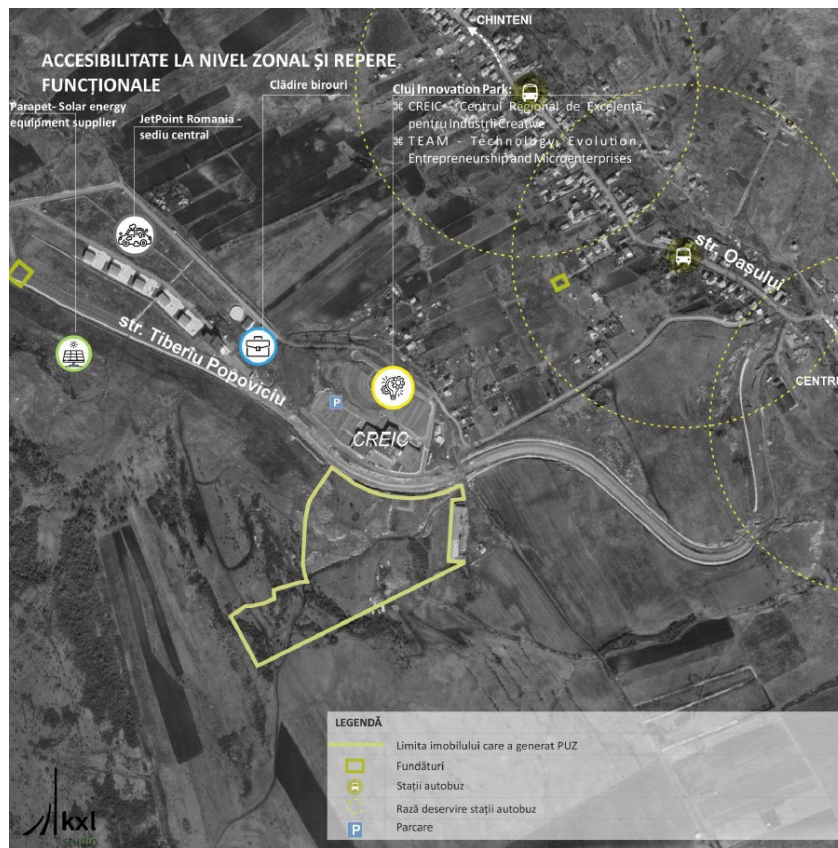 CHINTENI
ACCESIBILITATE LA NIVEL ZONAL ȘI REPERE
FUNCȚIONALE
Clădire birouri
Cluj Innovation Park:
⌘ CREIC - Centrul Regional de Excelență
pentru Industrii Creative
⌘ TEAM - Technology Evolution,
Entrepreneurship and Microenterprises
Parapet- Solar energy
equipment supplier
JetPoint Romania -
sediu central
str. Oașului
str. Tiberiu Popoviciu
CENTRU
P
CREIC
LEGENDĂ
Limita imobilului care a generat PUZ
Fundături
Stații autobuz
Rază deservire stații autobuz
P
Parcare
kxl
studio